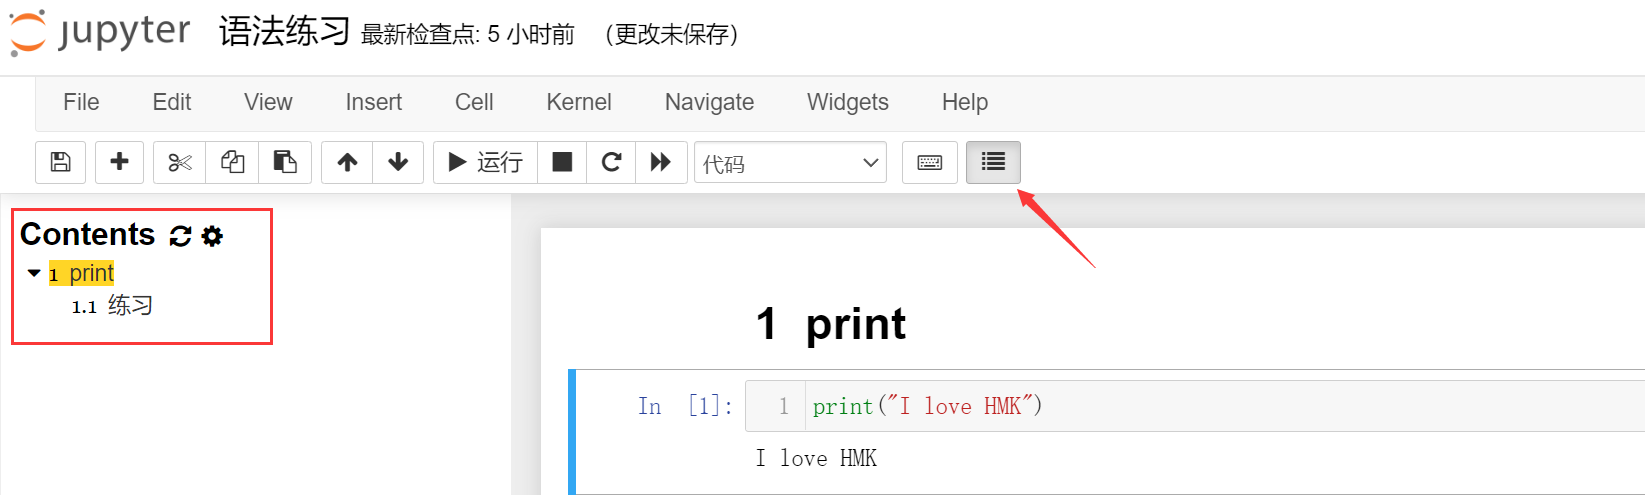 jupyter 语法练习 最新检查点: 5 小时前 （更改未保存）
File Edit View Insert Cell Kernel Navigate Widgets Help
运行 代码
Contents
1 print
1.1 练习
1 print
In [1]: 1 print("I love HMK")
I love HMK